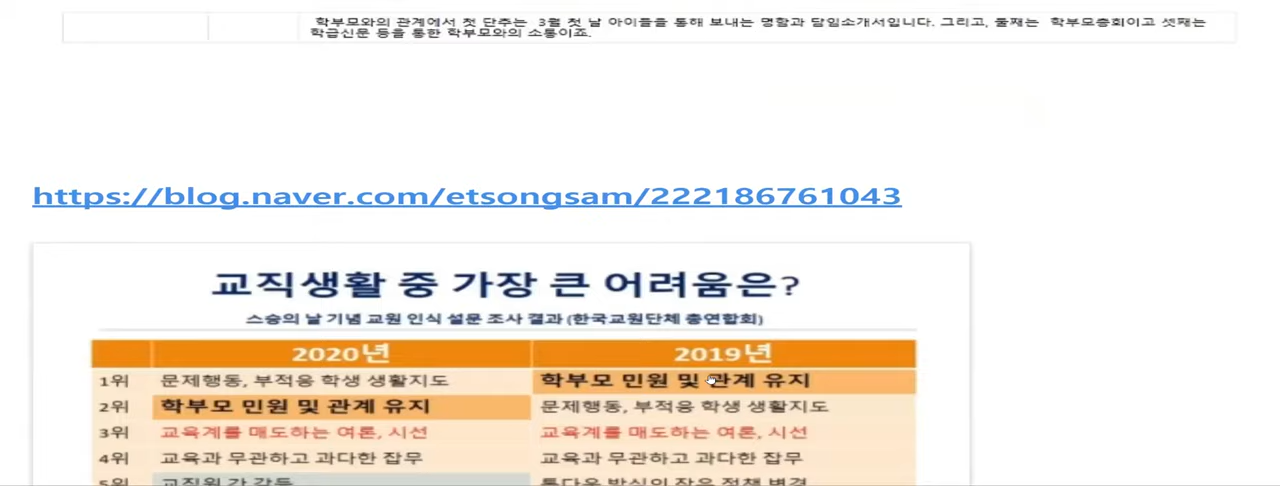 학부모와의 관계에서 첫 단추는 3월 첫 날 아이들을 통해 보내는 명함과 담임소개서입니다. 그리고, 둘째는 학부모총회이고 셋째는
학급신문 등을 통한 학부모와의 소통이죠.
https://blog.naver.com/etsongsam/222186761043
교직생활 중 가장 큰 어려움은?
스승의 날 기념 교원 인식 설문 조사 결과 (한국교원단체 총연합회)
2020년 2019년
1위 문제행동, 부적응 학생 생활지도 학부모 민원 및 관계 유지
2위 학부모 민원 및 관계 유지 문제행동, 부적응 학생 생활지도
3위 교육계를 매도하는 여론, 시선 교육계를 매도하는 여론, 시선
4위 교육과 무관하고 과다한 잡무 교육과 무관하고 과다한 잡무